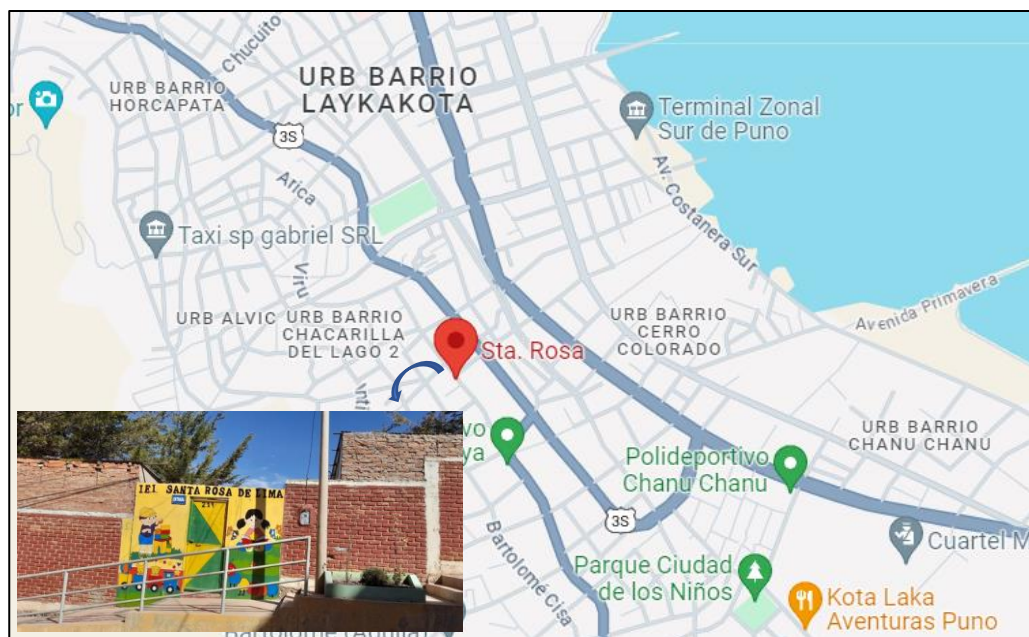 URB BARRIO
HORCAPATA
Chucuito
URB BARRIO
LAYKAKOTA
3S
Terminal Zonal
Sur de Puno
Av. Costanera Sur
Arica
Taxi sp gabriel SRL
Viru
Avenida Primavera
URB ALVIC
URB BARRIO
CHACARILLA
DEL LAGO 2
URB BARRIO
CERRO
COLORADO
Sta. Rosa
URB BARRIO
CHANU CHANU
Polideportivo
Chanu Chanu
3S
Bartolomé Cisa
Cuartel M
Parque Ciudad
de los Niños
Kota Laka
Aventuras Puno
I.E.I. SANTA ROSA DE LIMA